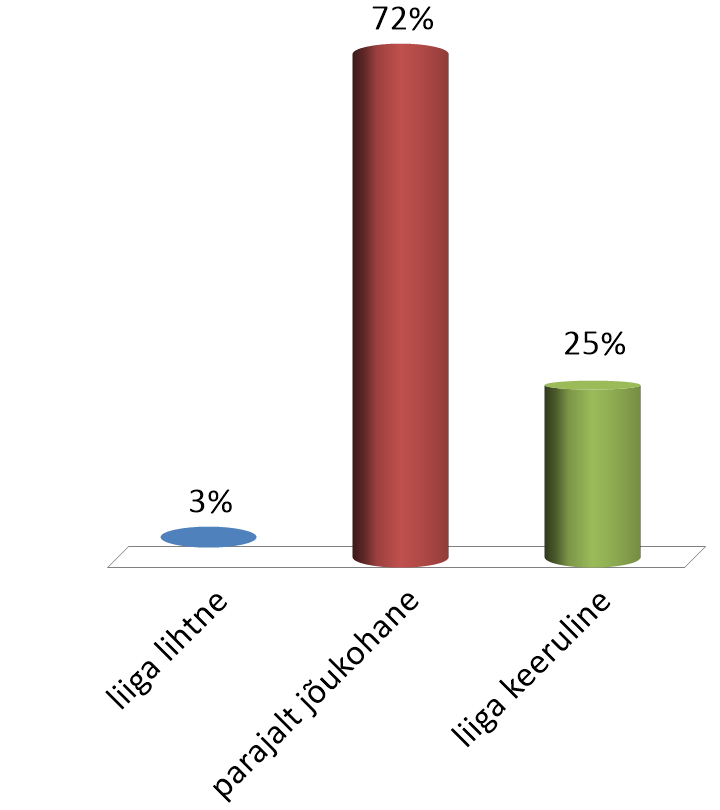 72%
25%
3%
liiga lihtne
parajalt jõukohane
liiga keeruline